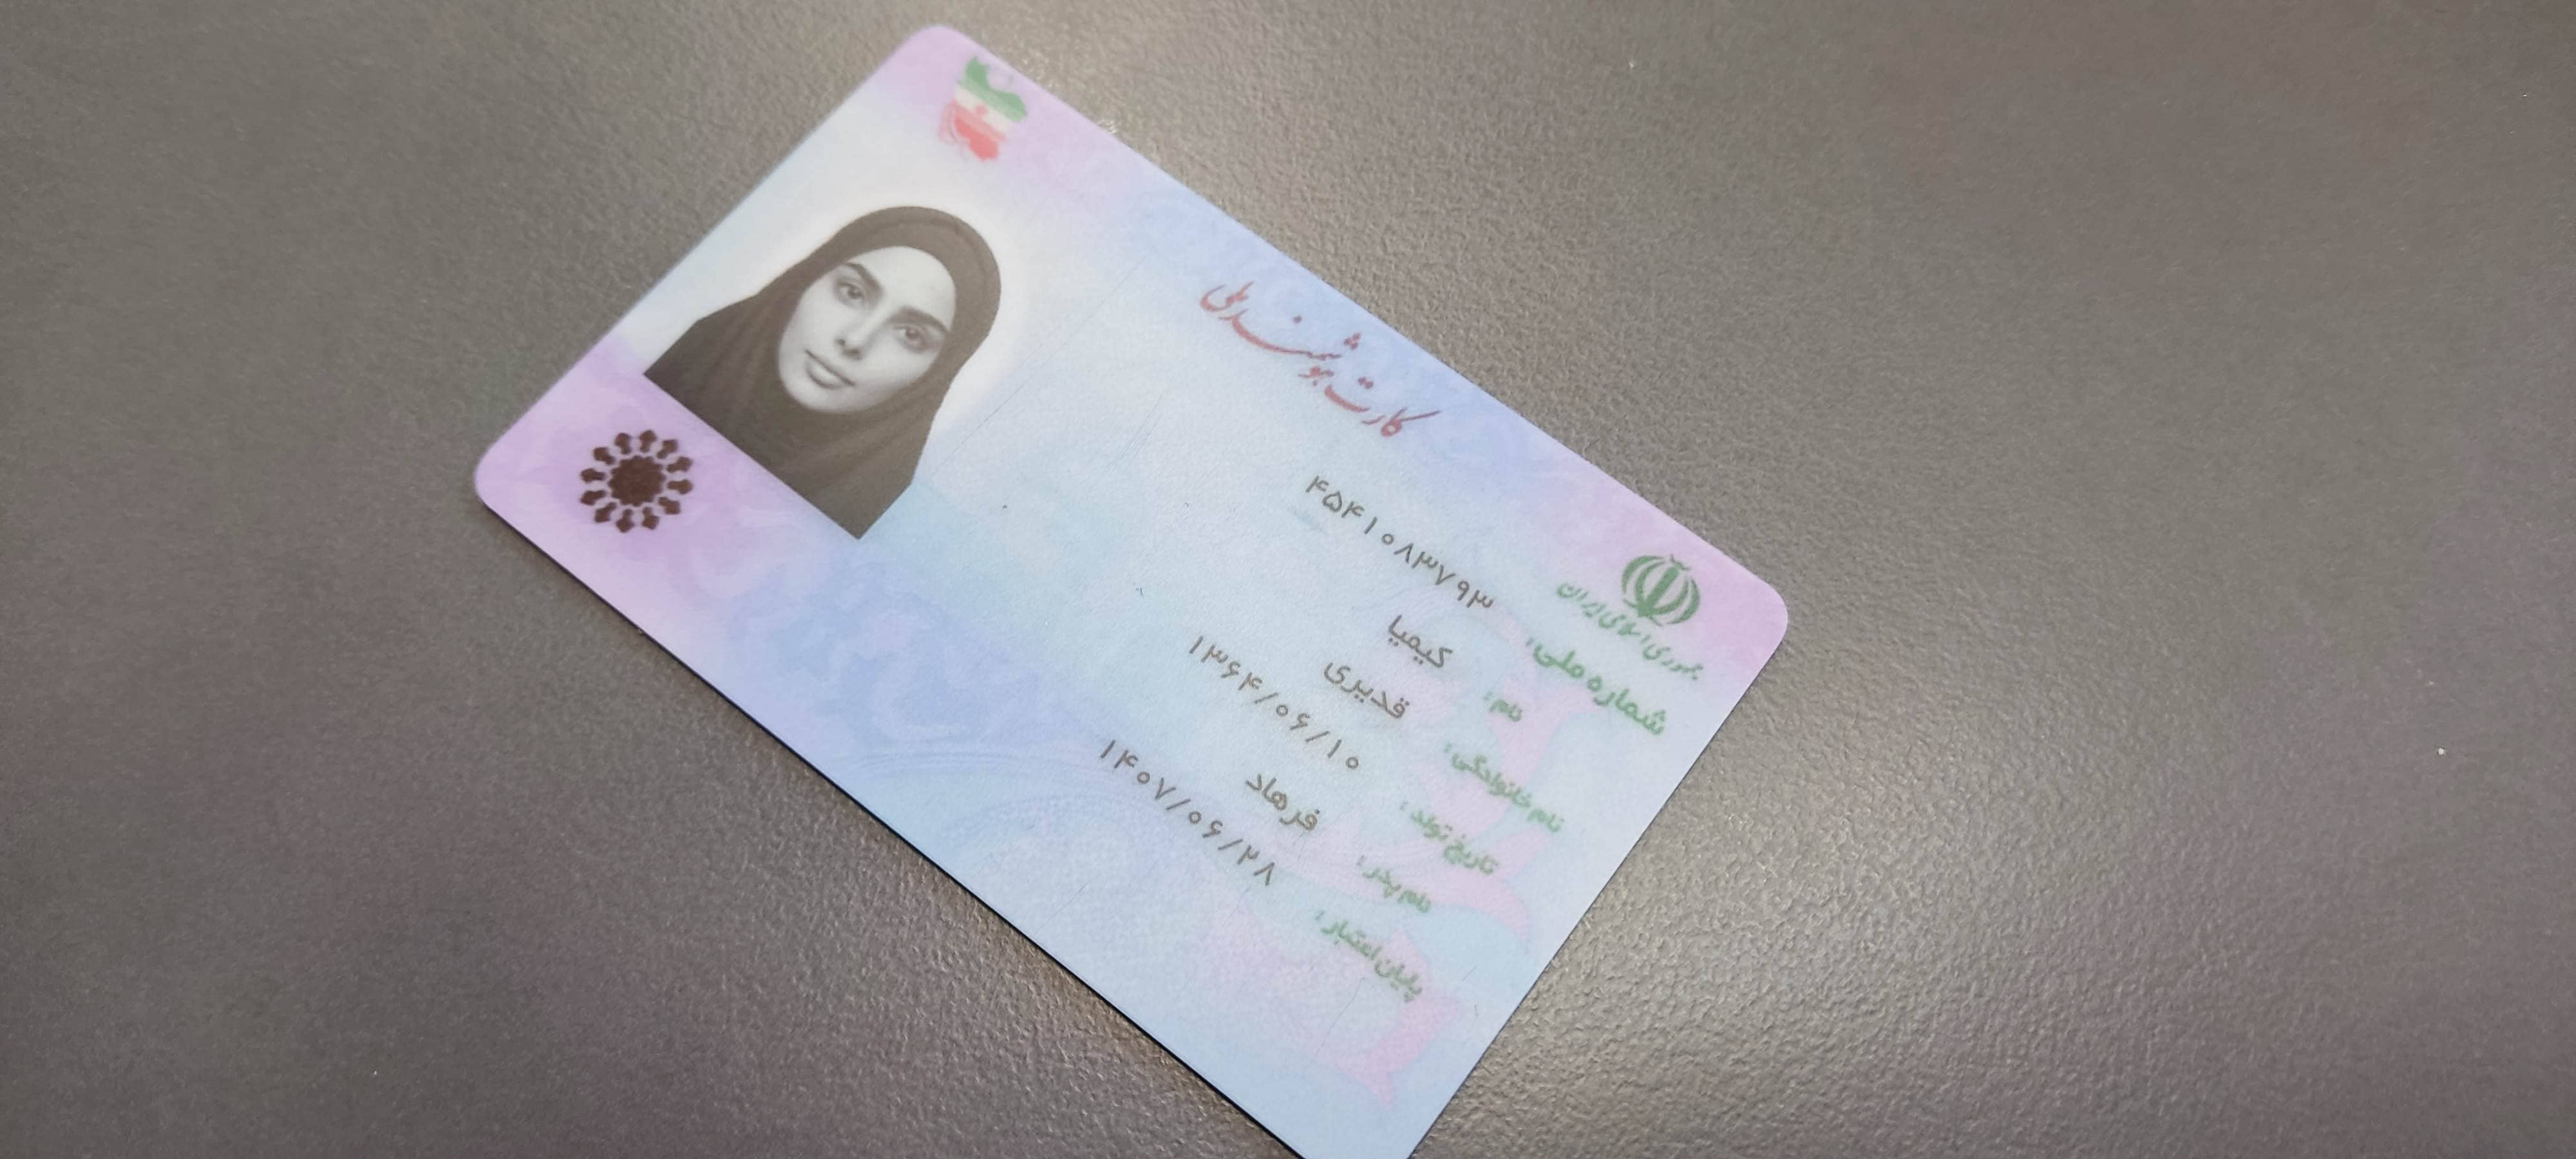 کارت هوشمند ملی
جمهوری اسلامی ایران
شماره ملی: ۴۵۴۱۰۸۳۷۹۳
نام: کیمیا
نام خانوادگی: قدیری
تاریخ تولد: ۱۳۶۴/۰۶/۱۰
نام پدر: فرهاد
پایان اعتبار: ۱۴۰۷/۰۶/۲۸